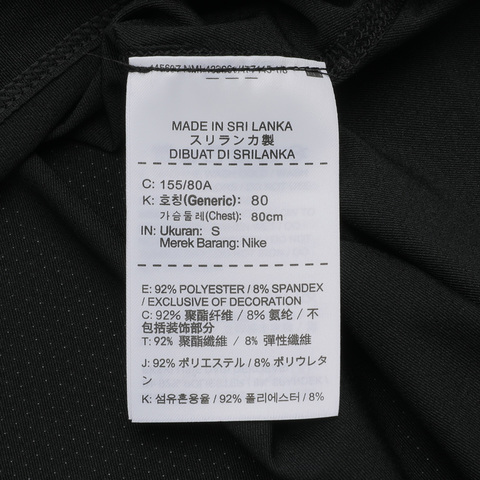 MADE IN SRI LANKA
スリランカ製
DIBUAT DI SRILANKA
C: 155/80A
K: 호칭(Generic): 80
가슴둘레(Chest): 80cm
IN: Ukuran: S
Merek Barang: Nike
E: 92% POLYESTER / 8% SPANDEX
/ EXCLUSIVE OF DECORATION
C: 92% 聚酯纤维 / 8% 氨纶 / 不
包括装饰部分
T: 92% 聚酯纖維 / 8% 彈性纖維
J: 92% ポリエステル / 8% ポリウレタ
ン
K: 섬유혼용율 / 92% 폴리에스터 / 8%